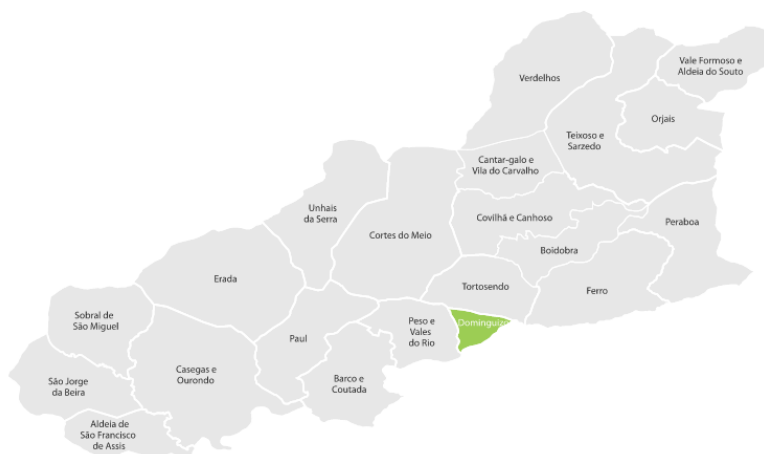 Vale Formoso e
Aldeia do Souto
Verdelhos
Orjais
Teixoso e
Sarzedo
Cantar-galo e
Vila do Carvalho
Unhais
da Serra
Covilhã e Canhoso
Peraboa
Cortes do Meio
Boidobra
Erada
Tortosendo
Ferro
Sobral de
São Miguel
Peso e
Vales
do Rio
Dominguizo
Paul
Casegas e
Ourondo
Barco e
Coutada
São Jorge
da Beira
Aldeia de
São Francisco
de Assis